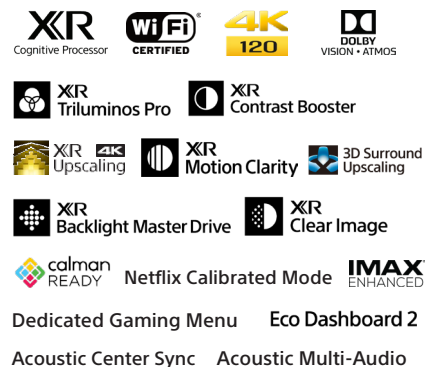 XR
Cognitive Processor
Wi Fi®
CERTIFIED
4K
120
DOLBY
VISION • ATMOS
XR
Triluminos Pro
XR
Contrast Booster
XR 4K
Upscaling
XR
Motion Clarity
3D Surround
Upscaling
XR
Backlight Master Drive
XR
Clear Image
calman
READY
Netflix Calibrated Mode
IMAX®
ENHANCED
Dedicated Gaming Menu
Eco Dashboard 2
Acoustic Center Sync
Acoustic Multi-Audio